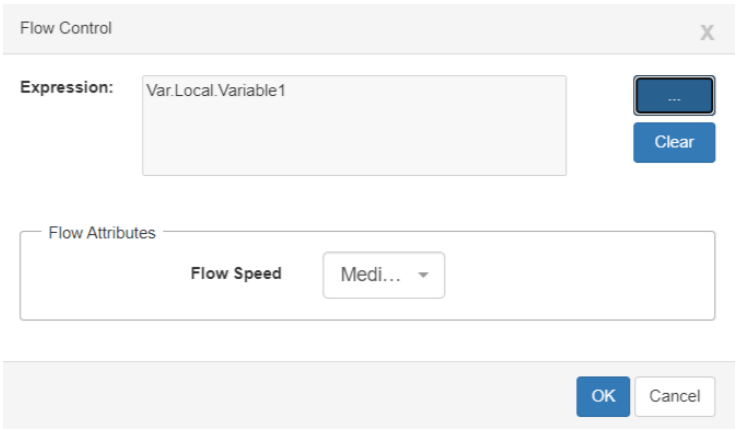 Flow Control
X
Expression:
Var.Local.Variable1
...
Clear
Flow Attributes
Flow Speed
Medi...
OK
Cancel